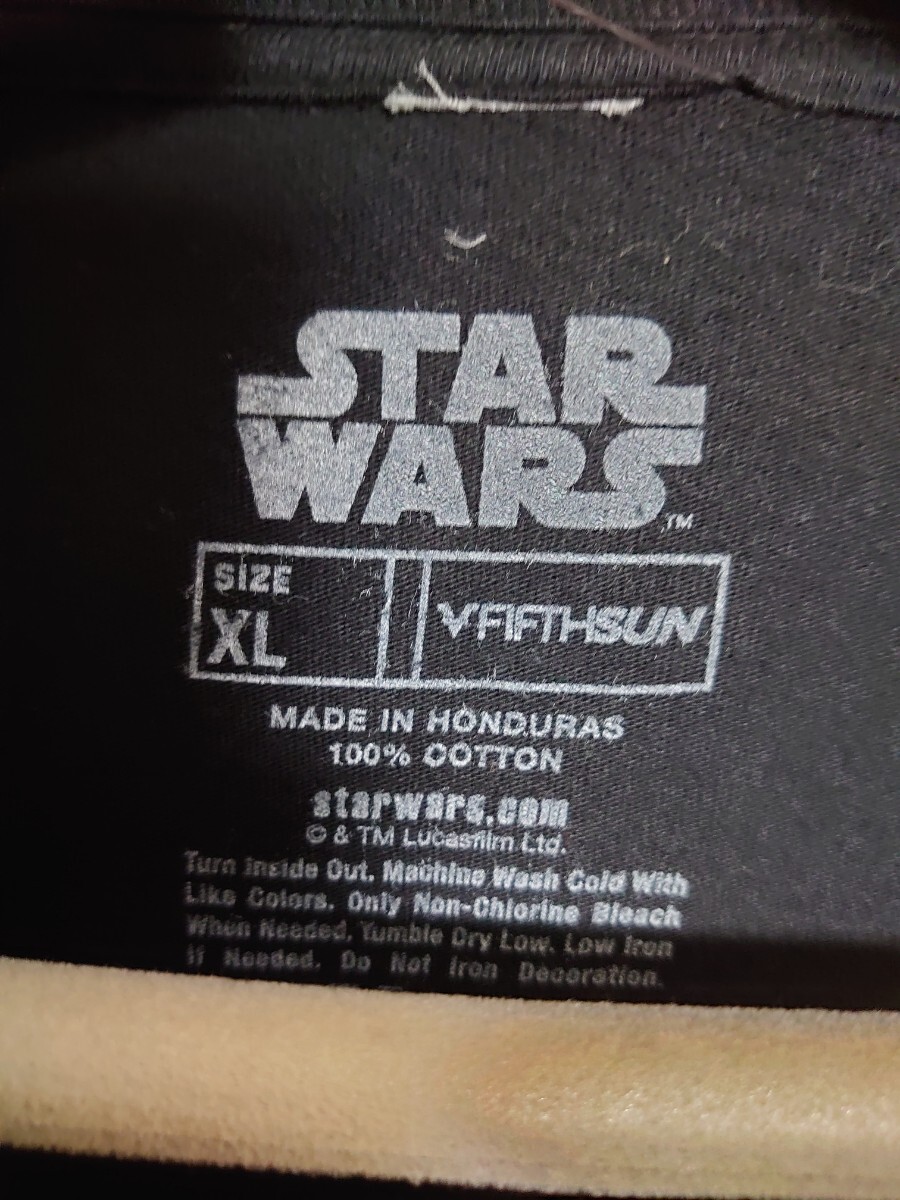 STAR
WARS™
SIZE
XL
FIFTHSUN
MADE IN HONDURAS
100% COTTON
starwars.com
© & TM Lucasfilm Ltd.
Turn Inside Out. Machine Wash Cold With
Like Colors. Only Non-Chlorine Bleach
When Needed. Tumble Dry Low. Low Iron
If Needed. Do Not Iron Decoration.